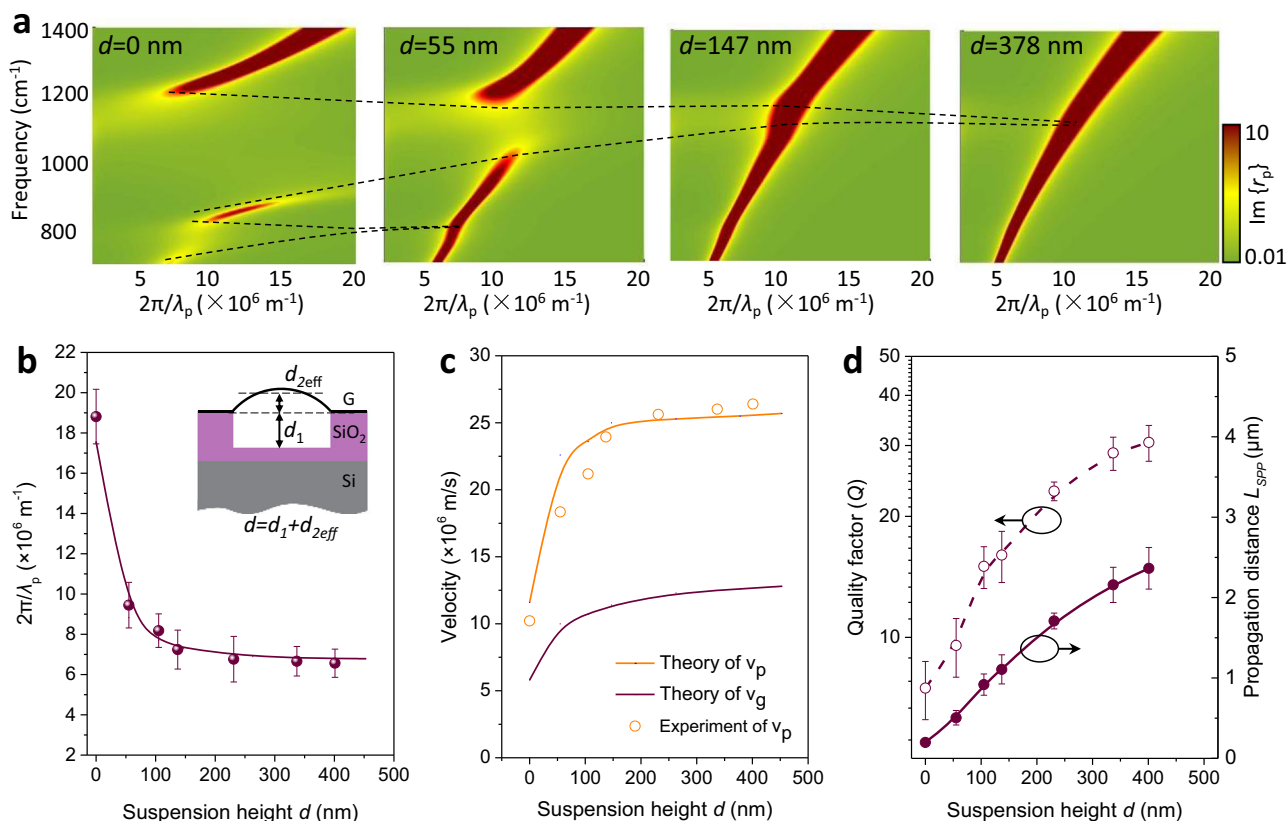 a
1400
1200
1000
800
Frequency (cm⁻¹)
d=0 nm
d=55 nm
d=147 nm
d=378 nm
5 10 15 20
5 10 15 20
5 10 15 20
5 10 15 20
2π/λp (×10⁶ m⁻¹)
2π/λp (×10⁶ m⁻¹)
2π/λp (×10⁶ m⁻¹)
2π/λp (×10⁶ m⁻¹)
10
0.01
Im {rp}
b
22
20
18
16
14
12
10
8
6
4
2
2π/λp (×10⁶ m⁻¹)
d2eff
G
d1
SiO2
Si
d=d1+d2eff
0 100 200 300 400 500
Suspension height d (nm)
c
30
25
20
15
10
5
0
Velocity (×10⁶ m/s)
Theory of vp
Theory of vg
Experiment of vp
0 100 200 300 400 500
Suspension height d (nm)
d
50
40
30
20
10
Quality factor (Q)
5
4
3
2
1
0
Propagation distance LSPP (μm)
0 100 200 300 400 500
Suspension height d (nm)